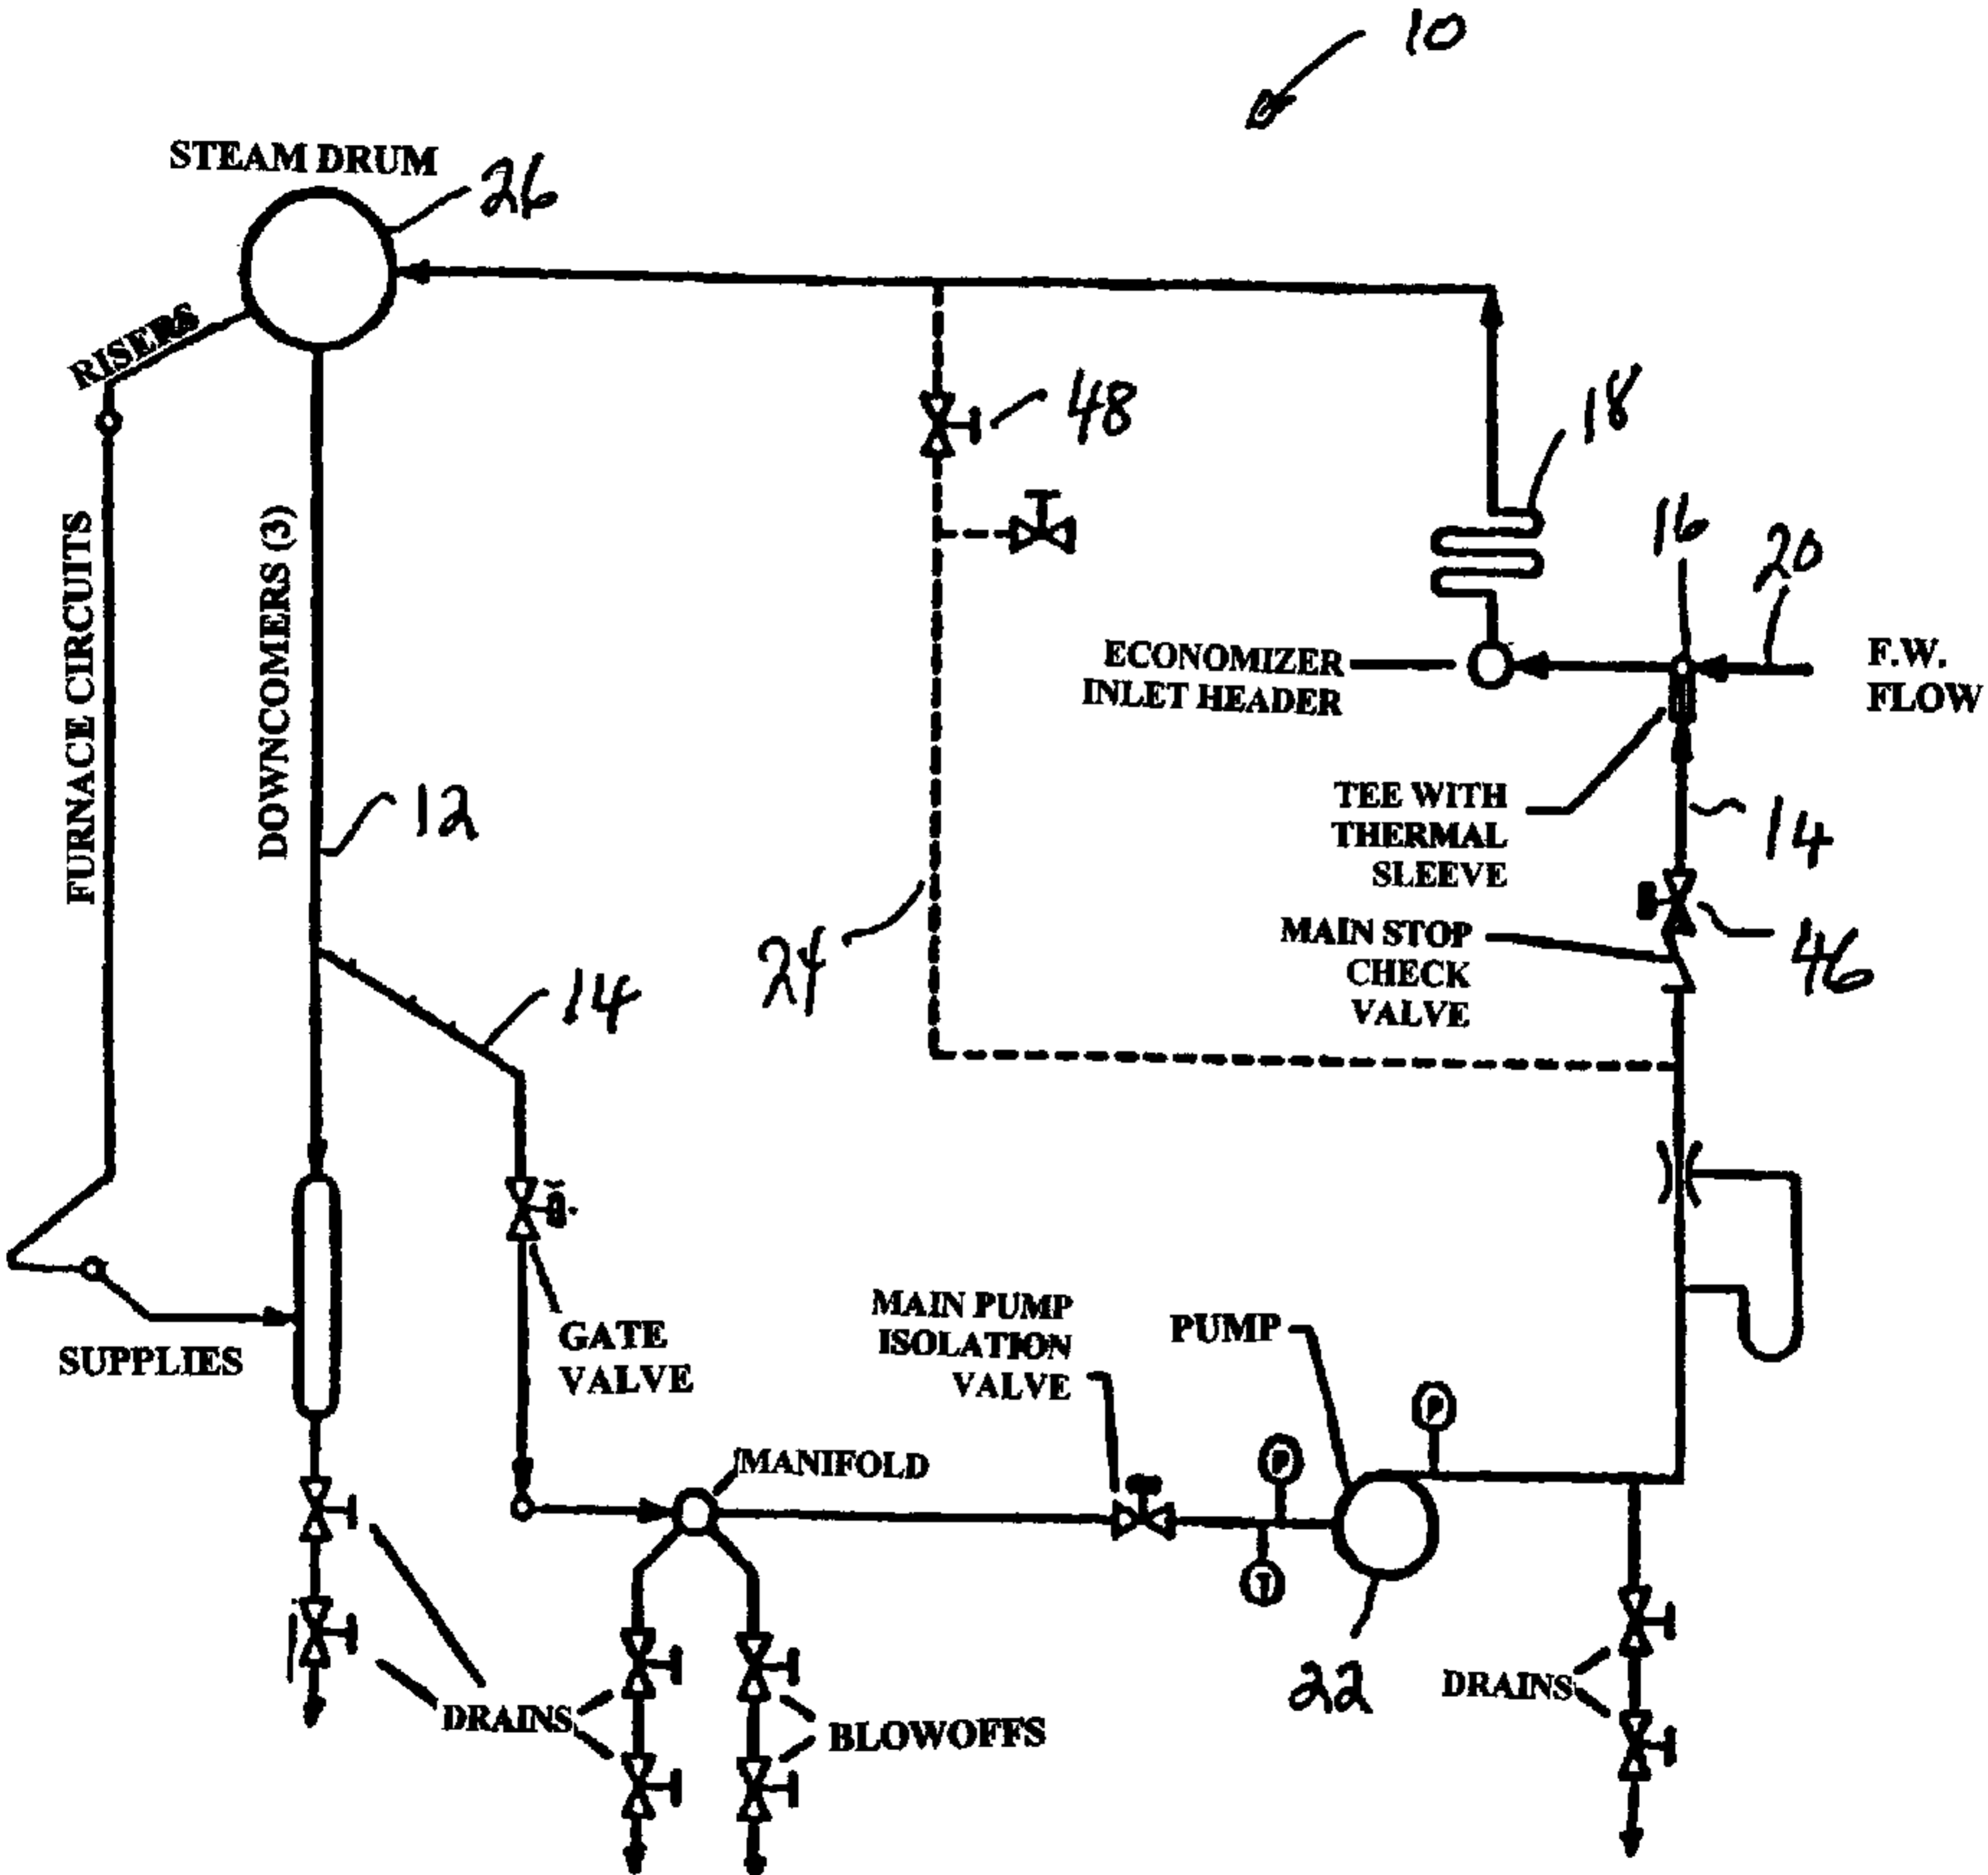 10
STEAM DRUM
26
RISERS
48
18
16
20
FURNACE CIRCUITS
DOWNCOMERS (3)
ECONOMIZER
INLET HEADER
F.W.
FLOW
12
TEE WITH
THERMAL
SLEEVE
14
24
MAIN STOP
CHECK
VALVE
46
14
SUPPLIES
GATE
VALVE
MAIN PUMP
ISOLATION
VALVE
PUMP
P
P
T
MANIFOLD
22
DRAINS
BLOWOFFS
DRAINS